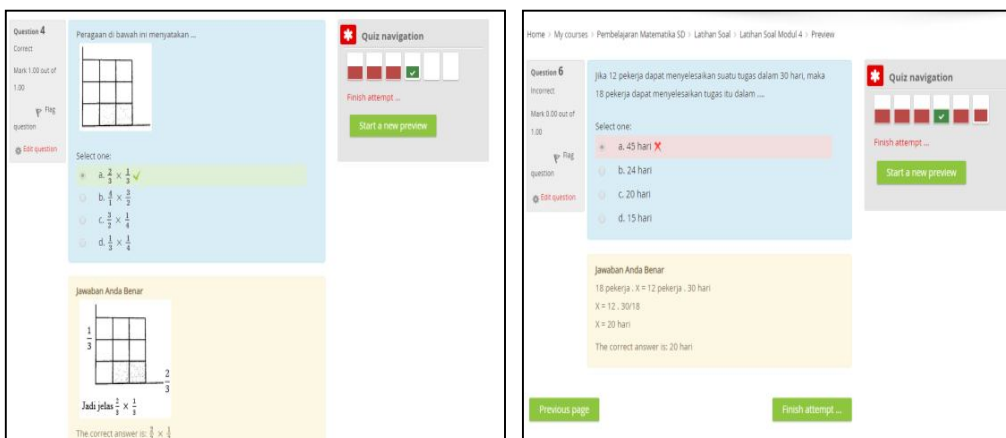 Question 4
Correct
Mark 1.00 out of
1.00
Flag
question
Edit question
Peragaan di bawah ini menyatakan ...
Select one:
a. 2/3 × 1/3
b. 4/1 × 3/2
c. 3/2 × 1/4
d. 1/3 × 1/4
Jawaban Anda Benar
1/3
2/3
Jadi jelas 2/3 × 1/3
The correct answer is: 2/3 × 1/3
Quiz navigation
Finish attempt ...
Start a new preview
Home > My courses > Pembelajaran Matematika SD > Latihan Soal > Latihan Soal Modul 4 > Preview
Question 6
Incorrect
Mark 0.00 out of
1.00
Flag
question
Edit question
Jika 12 pekerja dapat menyelesaikan suatu tugas dalam 30 hari, maka
18 pekerja dapat menyelesaikan tugas itu dalam ....
Select one:
a. 45 hari
b. 24 hari
c. 20 hari
d. 15 hari
Jawaban Anda Benar
18 pekerja . X = 12 pekerja . 30 hari
X = 12 . 30/18
X = 20 hari
The correct answer is: 20 hari
Previous page
Finish attempt ...
Quiz navigation
Finish attempt ...
Start a new preview